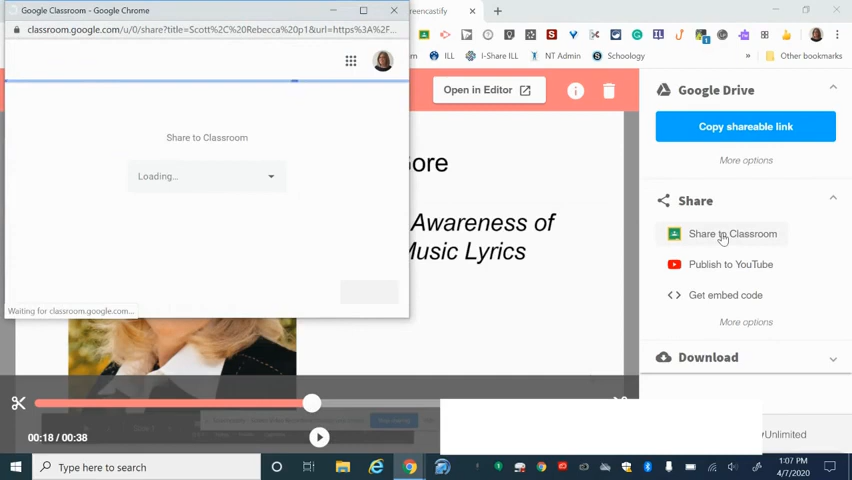 Google Classroom - Google Chrome
reencastify
classroom.google.com/u/0/share?title=Scott%2C%20Rebecca%20p1&url=https%3A%2F...
ILL
I-Share ILL
NT Admin
Schoology
»
Other bookmarks
Open in Editor
Google Drive
Copy shareable link
More options
Share to Classroom
Loading...
Gore
Awareness of
Music Lyrics
Share
Share to Classroom
Publish to YouTube
Get embed code
More options
Waiting for classroom.google.com...
Download
00:18 / 00:38
Unlimited
Type here to search
1:07 PM
4/7/2020